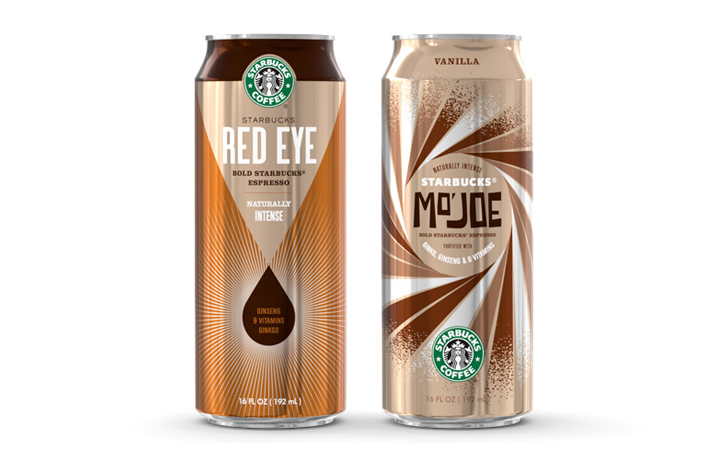 STARBUCKS
COFFEE
STARBUCKS
RED EYE
BOLD STARBUCKS®
ESPRESSO
NATURALLY
INTENSE
GINSENG
B VITAMINS
GINKGO
16 FL OZ ( 192 mL )
VANILLA
NATURALLY INTENSE
STARBUCKS®
MO'JOE
BOLD STARBUCKS® ESPRESSO
FORTIFIED WITH
GINKO, GINSENG & B VITAMINS
STARBUCKS
COFFEE
16 FL OZ ( 192 mL )